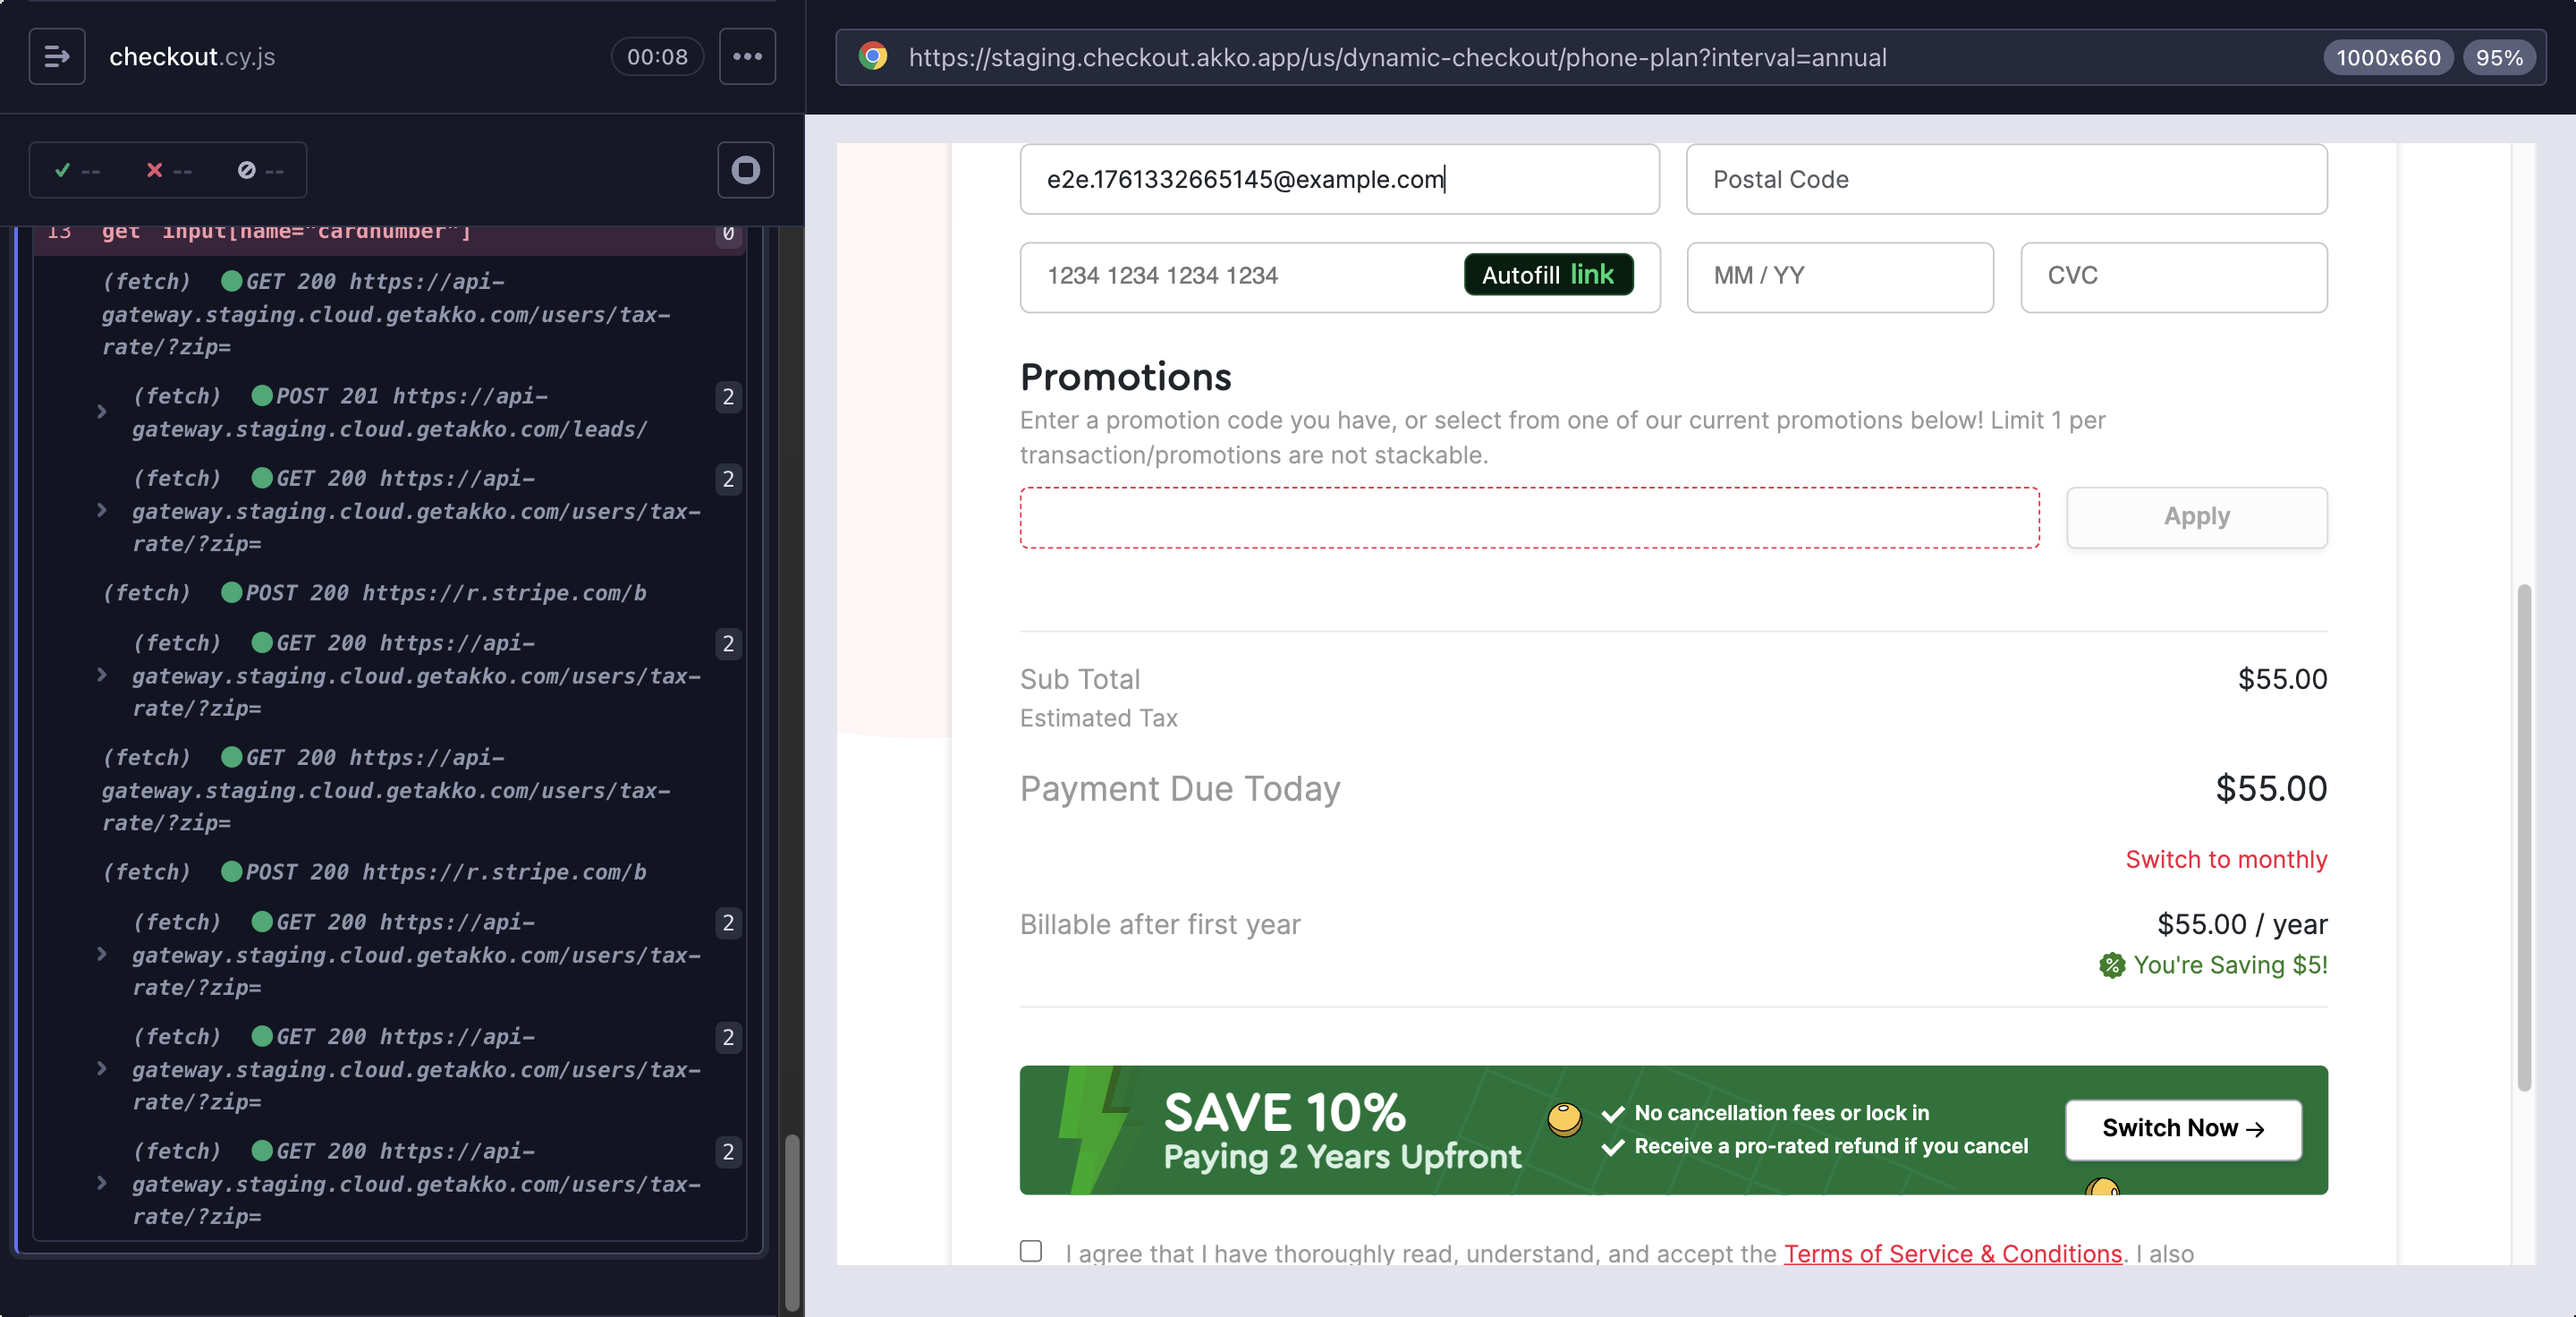 checkout.cy.js
00:08
--
--
--
13 get input[name="cardnumber"] 0
(fetch) GET 200 https://api-
gateway.staging.cloud.getakko.com/users/tax-
rate/?zip=
(fetch) POST 201 https://api- 2
gateway.staging.cloud.getakko.com/leads/
(fetch) GET 200 https://api- 2
gateway.staging.cloud.getakko.com/users/tax-
rate/?zip=
(fetch) POST 200 https://r.stripe.com/b
(fetch) GET 200 https://api- 2
gateway.staging.cloud.getakko.com/users/tax-
rate/?zip=
(fetch) GET 200 https://api-
gateway.staging.cloud.getakko.com/users/tax-
rate/?zip=
(fetch) POST 200 https://r.stripe.com/b
(fetch) GET 200 https://api- 2
gateway.staging.cloud.getakko.com/users/tax-
rate/?zip=
(fetch) GET 200 https://api- 2
gateway.staging.cloud.getakko.com/users/tax-
rate/?zip=
(fetch) GET 200 https://api- 2
gateway.staging.cloud.getakko.com/users/tax-
rate/?zip=
https://staging.checkout.akko.app/us/dynamic-checkout/phone-plan?interval=annual
1000x660
95%
e2e.1761332665145@example.com
Postal Code
1234 1234 1234 1234
Autofill link
MM / YY
CVC
Promotions
Enter a promotion code you have, or select from one of our current promotions below! Limit 1 per
transaction/promotions are not stackable.
Apply
Sub Total $55.00
Estimated Tax
Payment Due Today $55.00
Switch to monthly
Billable after first year $55.00 / year
You're Saving $5!
SAVE 10%
Paying 2 Years Upfront
No cancellation fees or lock in
Receive a pro-rated refund if you cancel
Switch Now →
I agree that I have thoroughly read, understand, and accept the Terms of Service & Conditions. I also